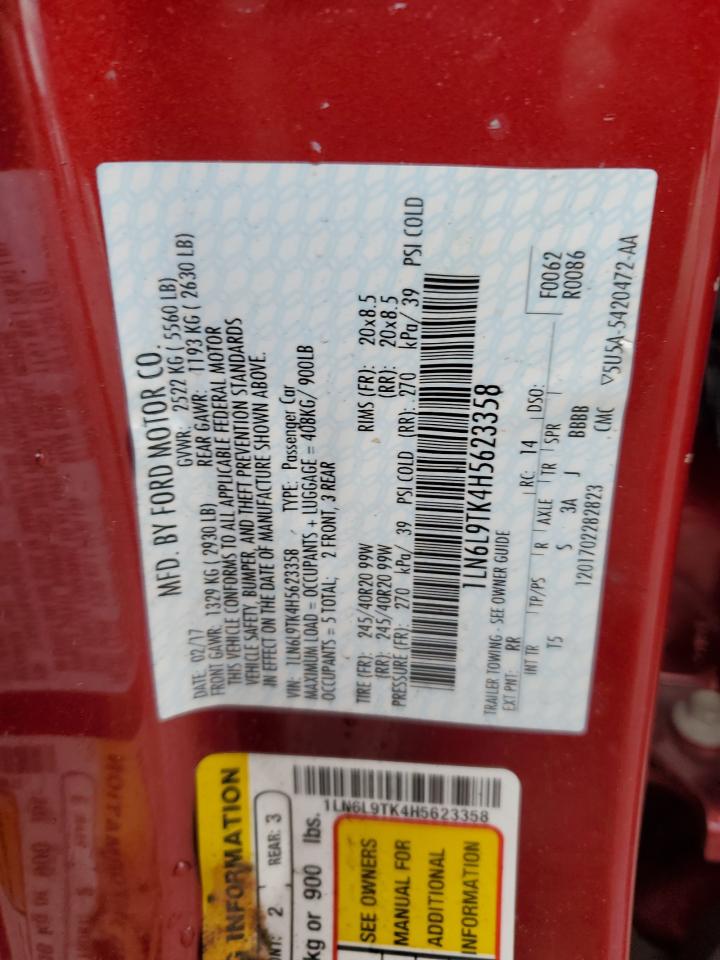 MFD. BY FORD MOTOR CO.
DATE: 02/17 GVWR: 2522 KG ( 5560 LB)
FRONT GAWR: 1329 KG ( 2930 LB) REAR GAWR: 1193 KG ( 2630 LB)
THIS VEHICLE CONFORMS TO ALL APPLICABLE FEDERAL MOTOR
VEHICLE SAFETY, BUMPER, AND THEFT PREVENTION STANDARDS
IN EFFECT ON THE DATE OF MANUFACTURE SHOWN ABOVE.
VIN: 1LN6L9TK4H5623358 TYPE: Passenger Car
MAXIMUM LOAD = OCCUPANTS + LUGGAGE = 408KG/ 900LB
OCCUPANTS = 5 TOTAL; 2 FRONT, 3 REAR
TIRE (FR): 245/40R20 99W RIMS (FR): 20x8.5
(RR): 245/40R20 99W (RR): 20x8.5
PRESSURE (FR): 270 kPa/ 39 PSI COLD (RR): 270 kPa/ 39 PSI COLD
1LN6L9TK4H5623358
TRAILER TOWING - SEE OWNER GUIDE
EXT PNT: RR RC: 14 DSO: F0062
R0086
INT TR TP/PS R AXLE TR SPR
T5 S 3A J BBBB
1201702282823 CMC ▽5U5A-5420472-AA
G INFORMATION
2 REAR: 3
kg or 900 lbs.
1LN6L9TK4H5623358
SEE OWNERS
MANUAL FOR
ADDITIONAL
INFORMATION